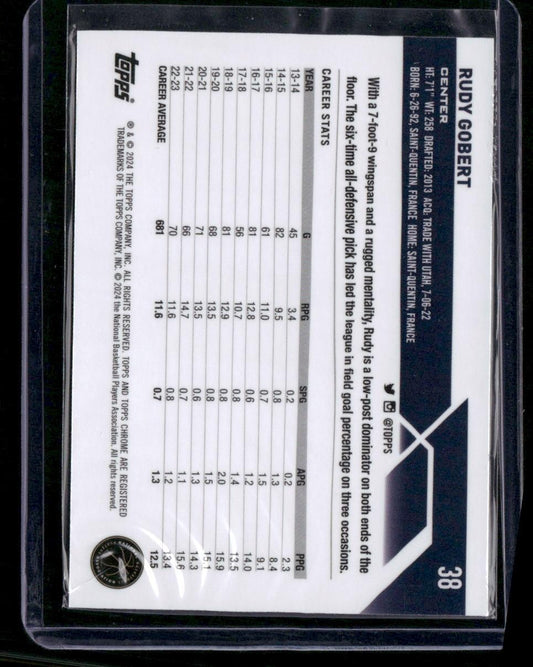 RUDY GOBERT
38
CENTER
HT: 7'1" WT: 258 DRAFTED: 2013 ACQ: TRADE WITH UTAH, 7-06-22
BORN: 6-26-92, SAINT-QUENTIN, FRANCE HOME: SAINT-QUENTIN, FRANCE
@TOPPS
With a 7-foot-9 wingspan and a rugged mentality, Rudy is a low-post dominator on both ends of the
floor. The six-time all-defensive pick has led the league in field goal percentage on three occasions.
CAREER STATS
YEAR G RPG SPG APG PPG
13-14 45 3.4 0.2 0.2 2.3
14-15 82 9.5 0.8 1.3 8.4
15-16 61 11.0 0.7 1.5 9.1
16-17 81 12.8 0.6 1.2 14.0
17-18 56 10.7 0.8 1.4 13.5
18-19 81 12.9 0.8 2.0 15.9
19-20 68 13.5 0.8 1.5 15.1
20-21 71 13.5 0.6 1.3 14.3
21-22 66 14.7 0.7 1.1 15.6
22-23 70 11.6 0.8 1.2 13.4
CAREER AVERAGE 681 11.6 0.7 1.3 12.5
Topps
® & © 2024 THE TOPPS COMPANY, INC. ALL RIGHTS RESERVED. TOPPS AND TOPPS CHROME ARE REGISTERED
TRADEMARKS OF THE TOPPS COMPANY, INC. © 2024 the National Basketball Players Association. All rights reserved.